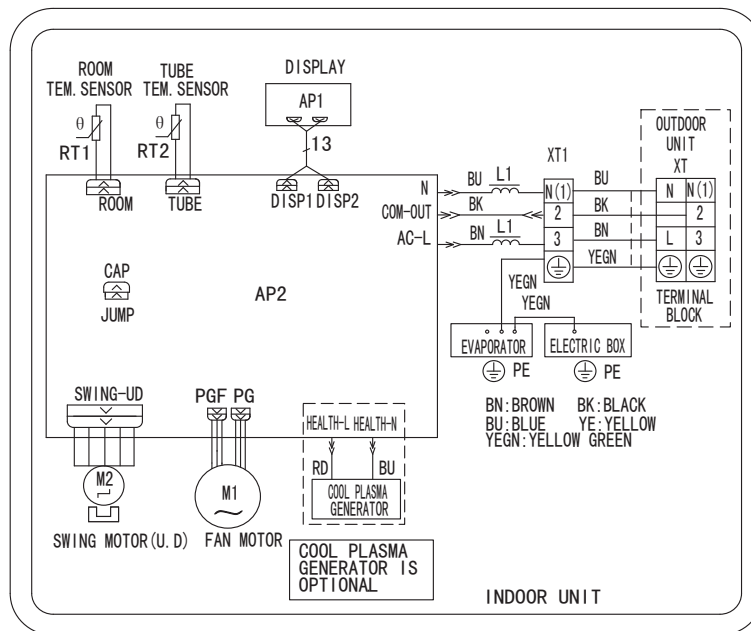 ROOM
TEM. SENSOR
TUBE
TEM. SENSOR
DISPLAY
AP1
θ
RT1
θ
RT2
13
ROOM
TUBE
DISP1 DISP2
N
COM-OUT
AC-L
BU
L1
BK
BN
L1
XT1
N(1)
2
3
BU
BK
BN
YEGN
OUTDOOR
UNIT
XT
N
N(1)
2
L
3
TERMINAL
BLOCK
CAP
JUMP
AP2
YEGN
YEGN
EVAPORATOR
ELECTRIC BOX
PE
PE
BN:BROWN BK:BLACK
BU:BLUE YE:YELLOW
YEGN:YELLOW GREEN
SWING-UD
PGF PG
HEALTH-L HEALTH-N
RD
BU
M2
M1
COOL PLASMA
GENERATOR
SWING MOTOR(U.D)
FAN MOTOR
COOL PLASMA
GENERATOR IS
OPTIONAL
INDOOR UNIT